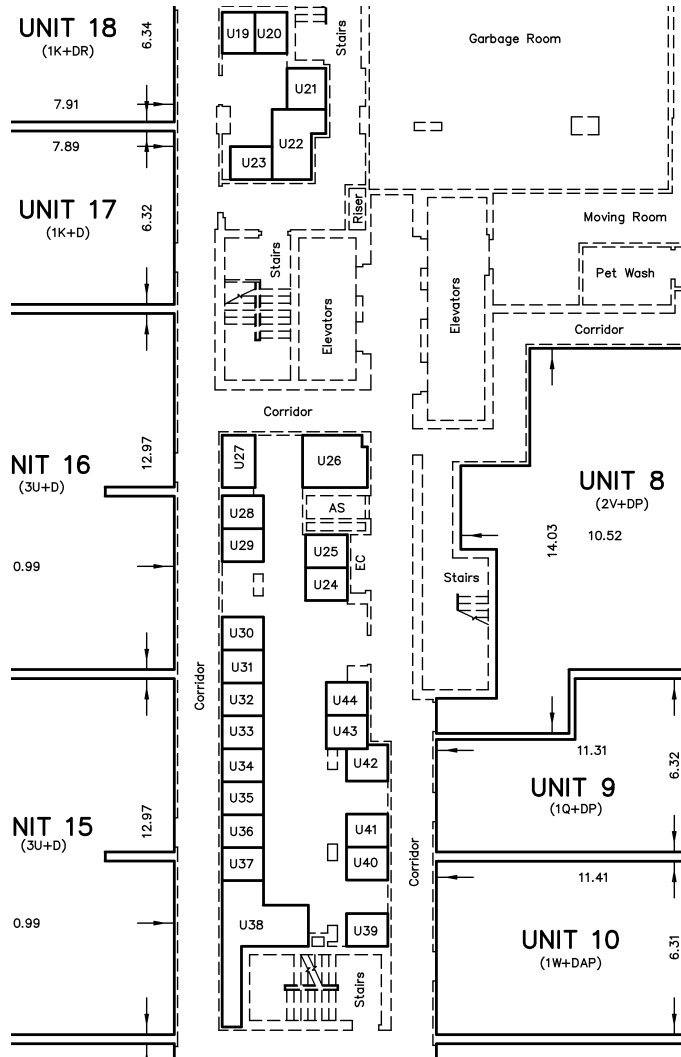 UNIT 18
(1K+DR)
6.34
7.91
U19
U20
Stairs
Garbage Room
U21
U22
U23
7.89
UNIT 17
(1K+D)
6.32
Riser
Moving Room
Stairs
Elevators
Elevators
Pet Wash
Corridor
Corridor
NIT 16
(3U+D)
12.97
0.99
U27
U26
AS
U28
U29
U25
EC
U24
UNIT 8
(2V+DP)
14.03
10.52
Stairs
U30
U31
U32
U33
U34
U35
U36
U37
U38
Corridor
U44
U43
U42
U41
U40
U39
Stairs
Corridor
NIT 15
(3U+D)
12.97
0.99
11.31
UNIT 9
(1Q+DP)
6.32
11.41
UNIT 10
(1W+DAP)
6.31